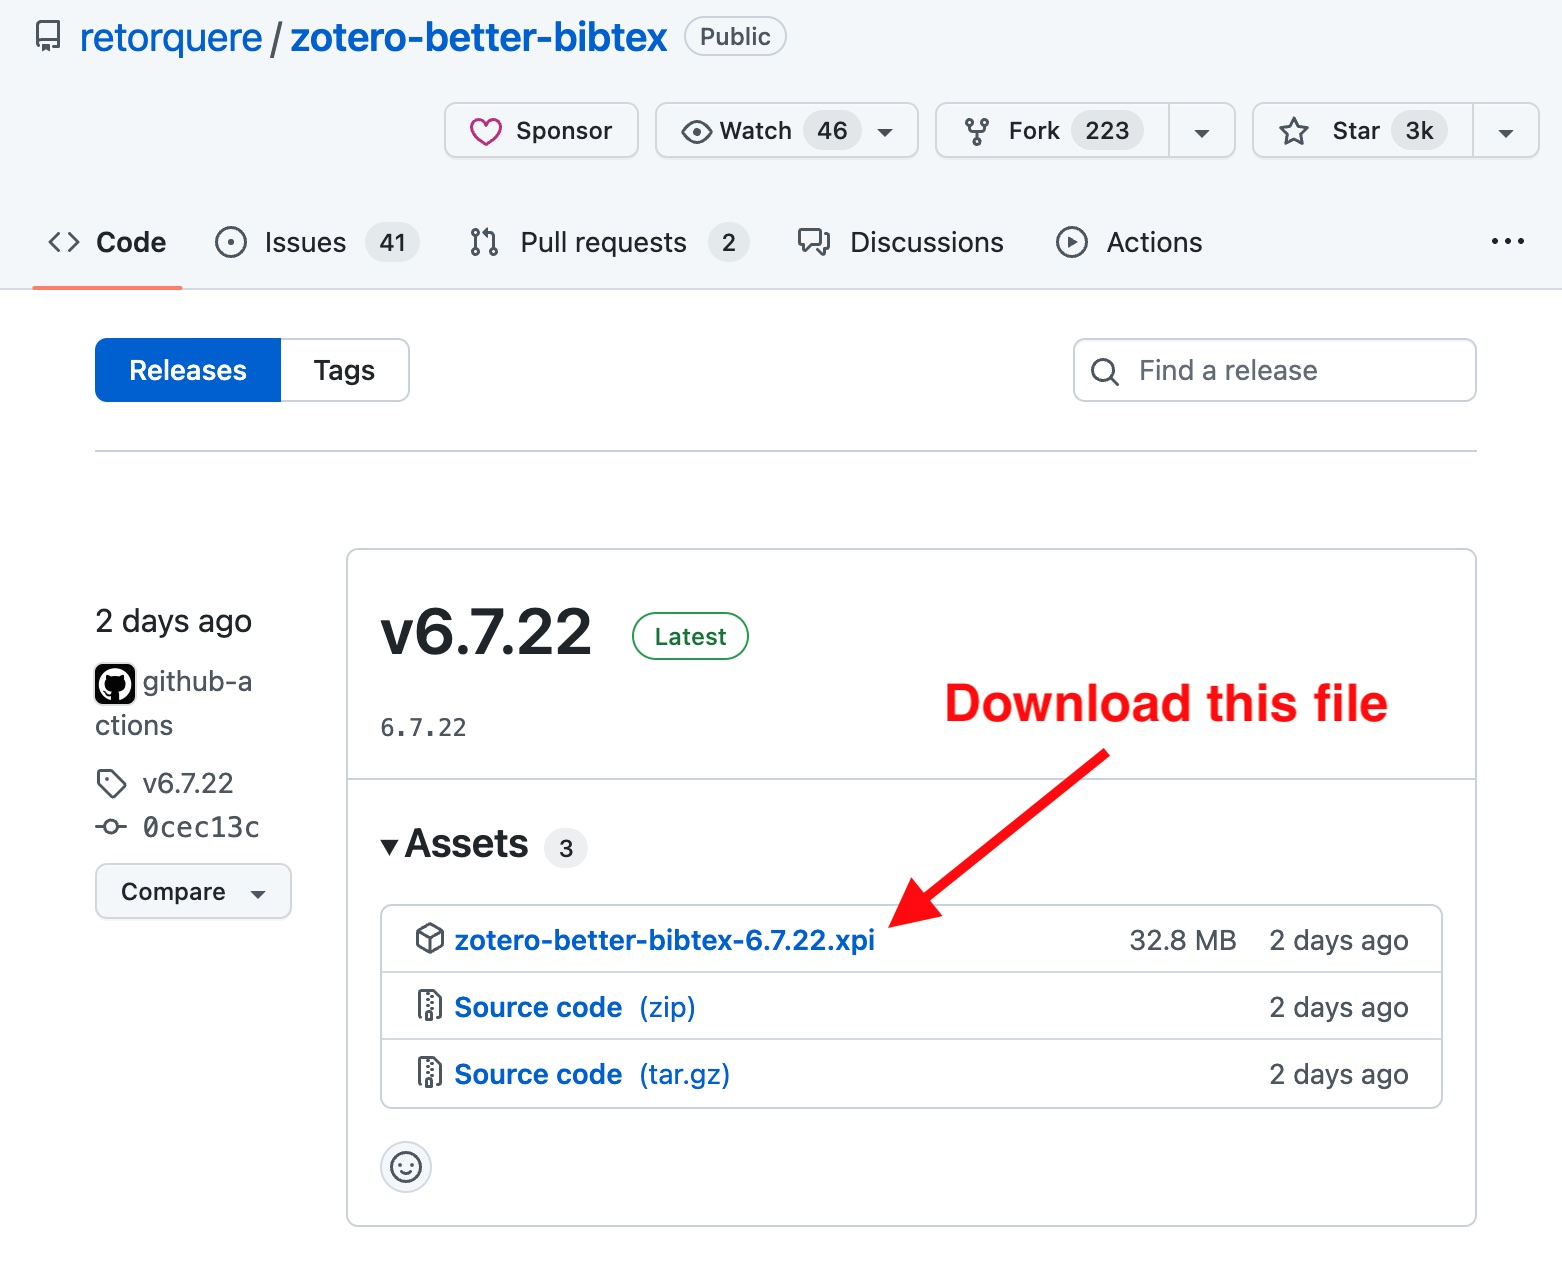 retorquere / zotero-better-bibtex Public
Sponsor Watch 46 Fork 223 Star 3k
Code Issues 41 Pull requests 2 Discussions Actions
Releases Tags Find a release
2 days ago
github-a
ctions
v6.7.22
0cec13c
Compare
v6.7.22 Latest
6.7.22
Download this file
Assets 3
zotero-better-bibtex-6.7.22.xpi 32.8 MB 2 days ago
Source code (zip) 2 days ago
Source code (tar.gz) 2 days ago